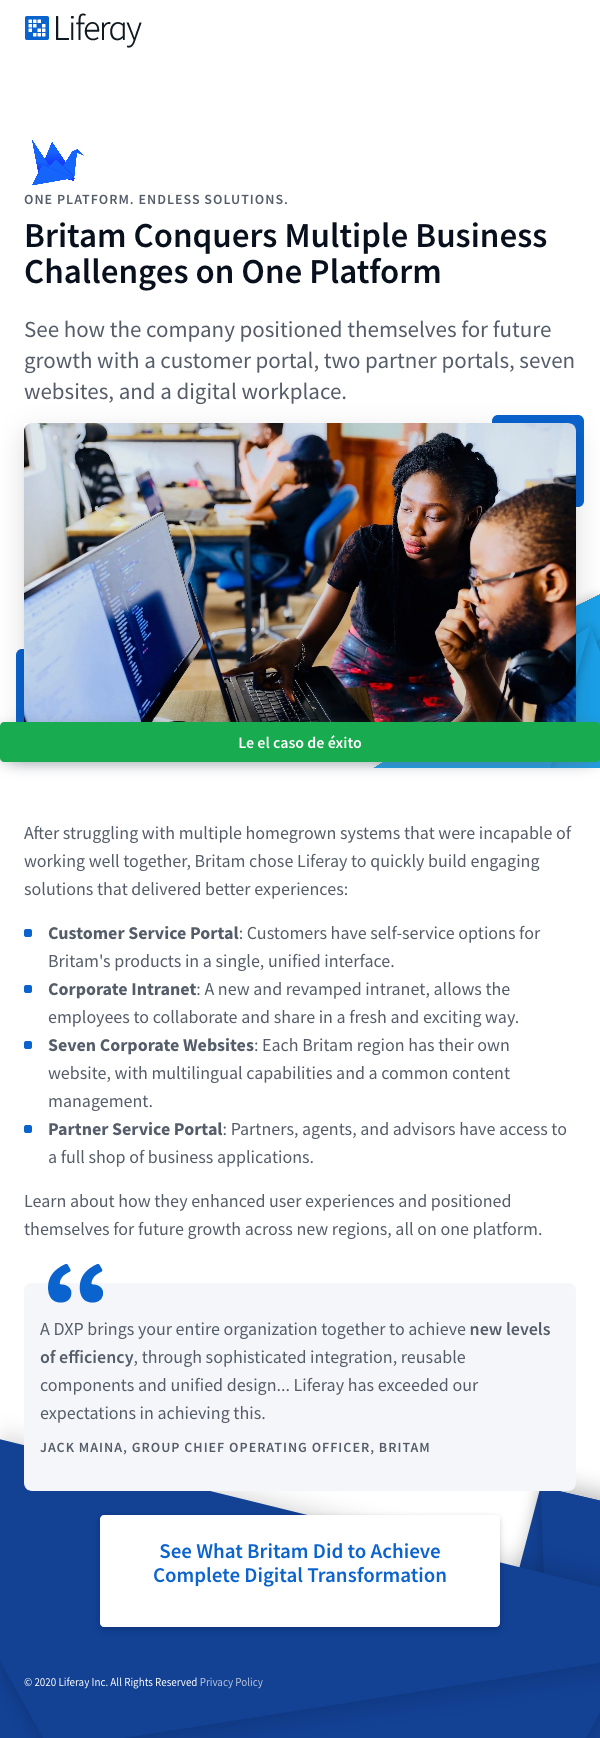 Liferay
ONE PLATFORM. ENDLESS SOLUTIONS.
Britam Conquers Multiple Business
Challenges on One Platform
See how the company positioned themselves for future
growth with a customer portal, two partner portals, seven
websites, and a digital workplace.
Le el caso de éxito
After struggling with multiple homegrown systems that were incapable of
working well together, Britam chose Liferay to quickly build engaging
solutions that delivered better experiences:
Customer Service Portal: Customers have self-service options for
Britam's products in a single, unified interface.
Corporate Intranet: A new and revamped intranet, allows the
employees to collaborate and share in a fresh and exciting way.
Seven Corporate Websites: Each Britam region has their own
website, with multilingual capabilities and a common content
management.
Partner Service Portal: Partners, agents, and advisors have access to
a full shop of business applications.
Learn about how they enhanced user experiences and positioned
themselves for future growth across new regions, all on one platform.
A DXP brings your entire organization together to achieve new levels
of efficiency, through sophisticated integration, reusable
components and unified design... Liferay has exceeded our
expectations in achieving this.
JACK MAINA, GROUP CHIEF OPERATING OFFICER, BRITAM
See What Britam Did to Achieve
Complete Digital Transformation
© 2020 Liferay Inc. All Rights Reserved Privacy Policy